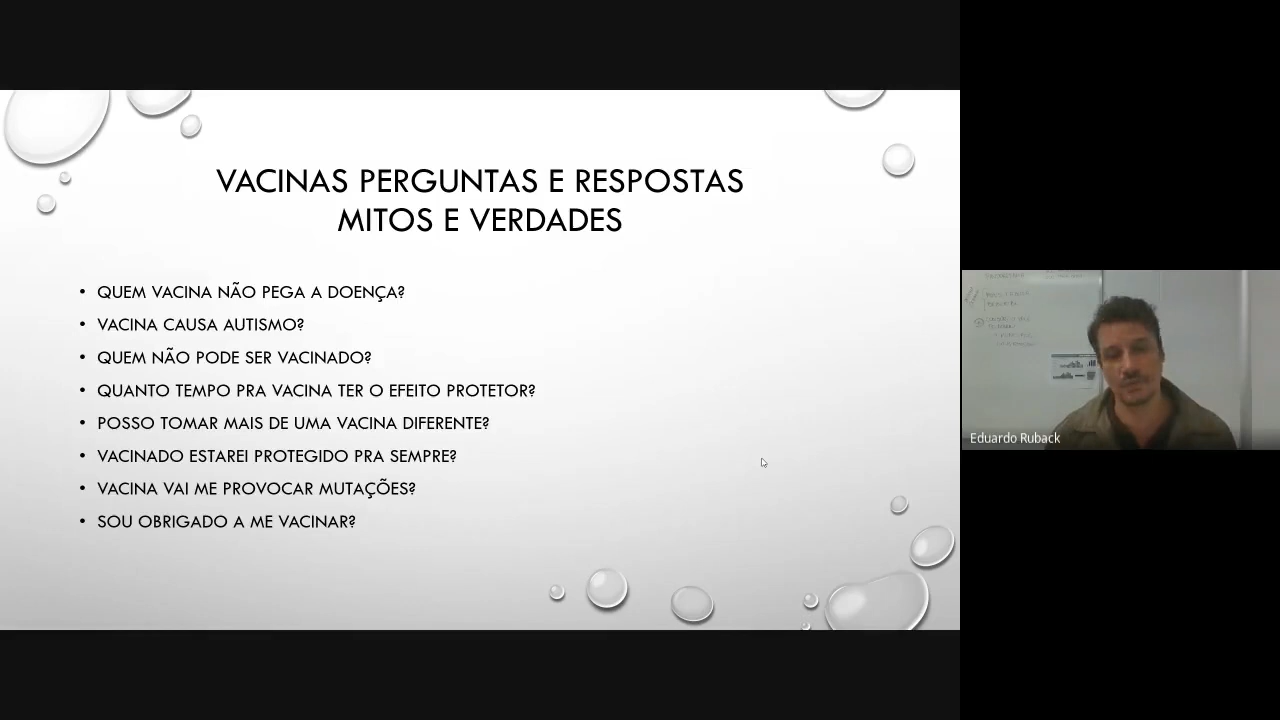 VACINAS PERGUNTAS E RESPOSTAS
MITOS E VERDADES
• QUEM VACINA NÃO PEGA A DOENÇA?
• VACINA CAUSA AUTISMO?
• QUEM NÃO PODE SER VACINADO?
• QUANTO TEMPO PRA VACINA TER O EFEITO PROTETOR?
• POSSO TOMAR MAIS DE UMA VACINA DIFERENTE?
• VACINADO ESTAREI PROTEGIDO PRA SEMPRE?
• VACINA VAI ME PROVOCAR MUTAÇÕES?
• SOU OBRIGADO A ME VACINAR?
Eduardo Ruback